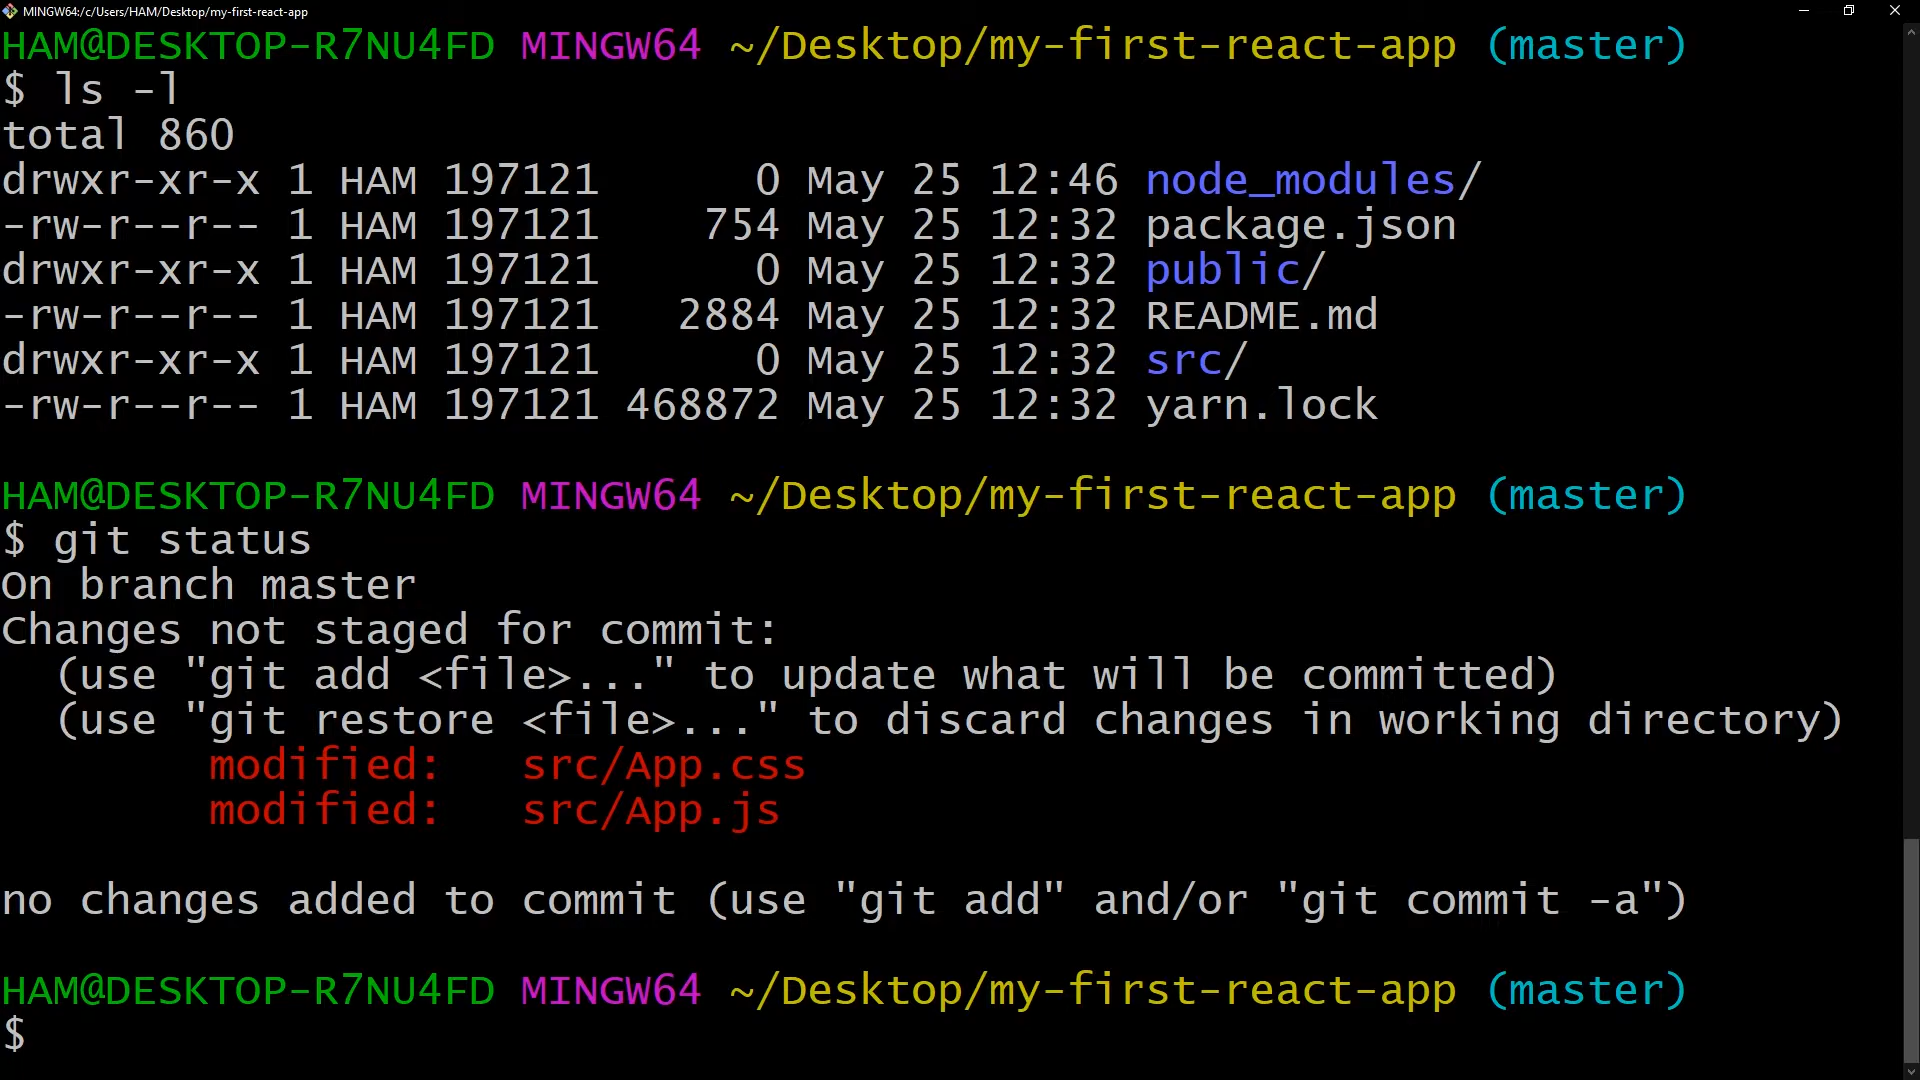 MINGW64:/c/Users/HAM/Desktop/my-first-react-app
HAM@DESKTOP-R7NU4FD MINGW64 ~/Desktop/my-first-react-app (master)
$ ls -l
total 860
drwxr-xr-x 1 HAM 197121      0 May 25 12:46 node_modules/
-rw-r--r-- 1 HAM 197121    754 May 25 12:32 package.json
drwxr-xr-x 1 HAM 197121      0 May 25 12:32 public/
-rw-r--r-- 1 HAM 197121   2884 May 25 12:32 README.md
drwxr-xr-x 1 HAM 197121      0 May 25 12:32 src/
-rw-r--r-- 1 HAM 197121 468872 May 25 12:32 yarn.lock
HAM@DESKTOP-R7NU4FD MINGW64 ~/Desktop/my-first-react-app (master)
$ git status
On branch master
Changes not staged for commit:
  (use "git add <file>..." to update what will be committed)
  (use "git restore <file>..." to discard changes in working directory)
        modified:   src/App.css
        modified:   src/App.js
no changes added to commit (use "git add" and/or "git commit -a")
HAM@DESKTOP-R7NU4FD MINGW64 ~/Desktop/my-first-react-app (master)
$